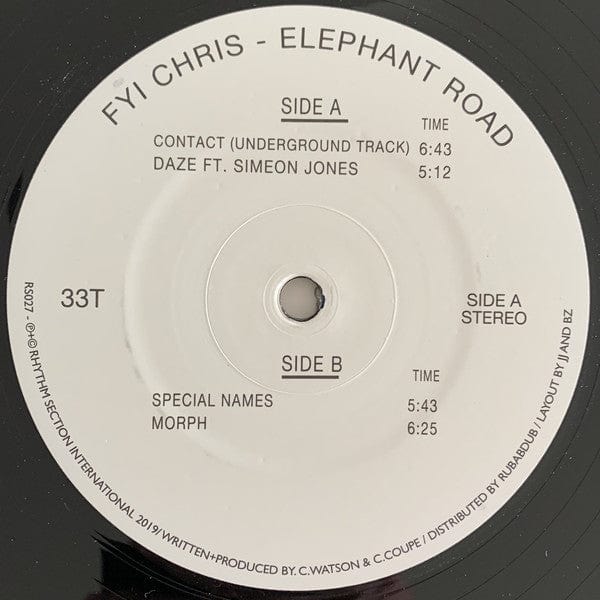 FYI CHRIS - ELEPHANT ROAD
SIDE A
TIME
CONTACT (UNDERGROUND TRACK) 6:43
DAZE FT. SIMEON JONES 5:12
33T
SIDE A
STEREO
SIDE B
TIME
SPECIAL NAMES 5:43
MORPH 6:25
RS027 - ℗+© RHYTHM SECTION INTERNATIONAL 2019/ WRITTEN+PRODUCED BY. C.WATSON & C.COUPE / DISTRIBUTED BY RUBADUB / LAYOUT BY JJ AND BZ